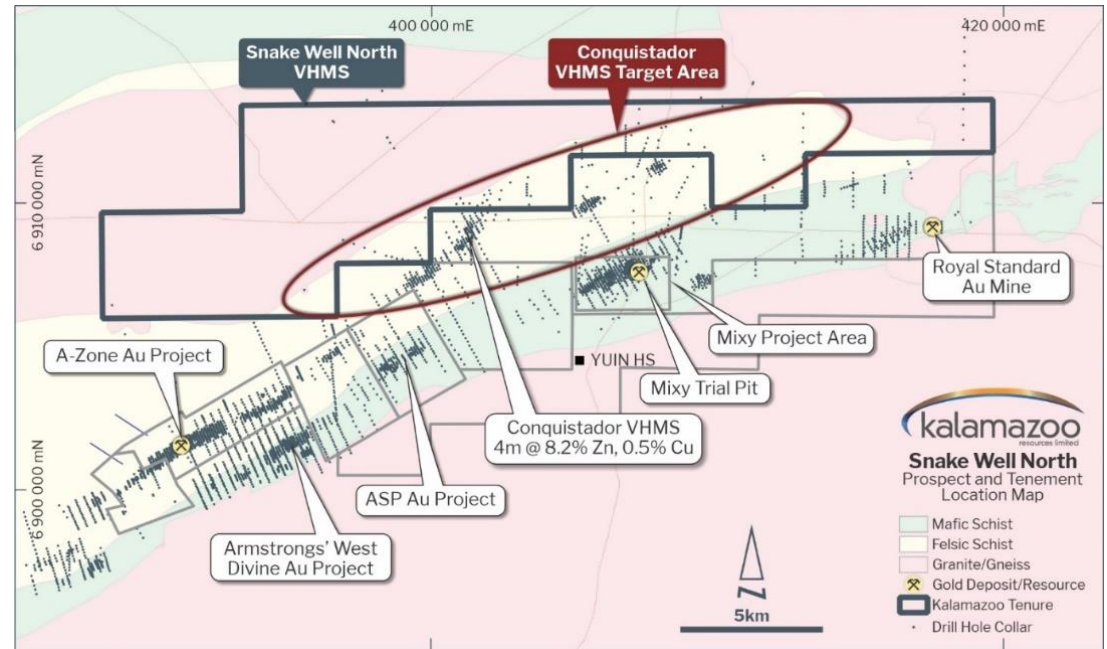 400 000 mE
420 000 mE
Snake Well North
VHMS
Conquistador
VHMS Target Area
6 910 000 mN
Royal Standard
Au Mine
A-Zone Au Project
Mixy Project Area
YUIN HS
Mixy Trial Pit
Conquistador VHMS
4m @ 8.2% Zn, 0.5% Cu
6 900 000 mN
ASP Au Project
Armstrongs' West
Divine Au Project
N
5km
kalamazoo
resources limited
Snake Well North
Prospect and Tenement
Location Map
Mafic Schist
Felsic Schist
Granite/Gneiss
Gold Deposit/Resource
Kalamazoo Tenure
Drill Hole Collar